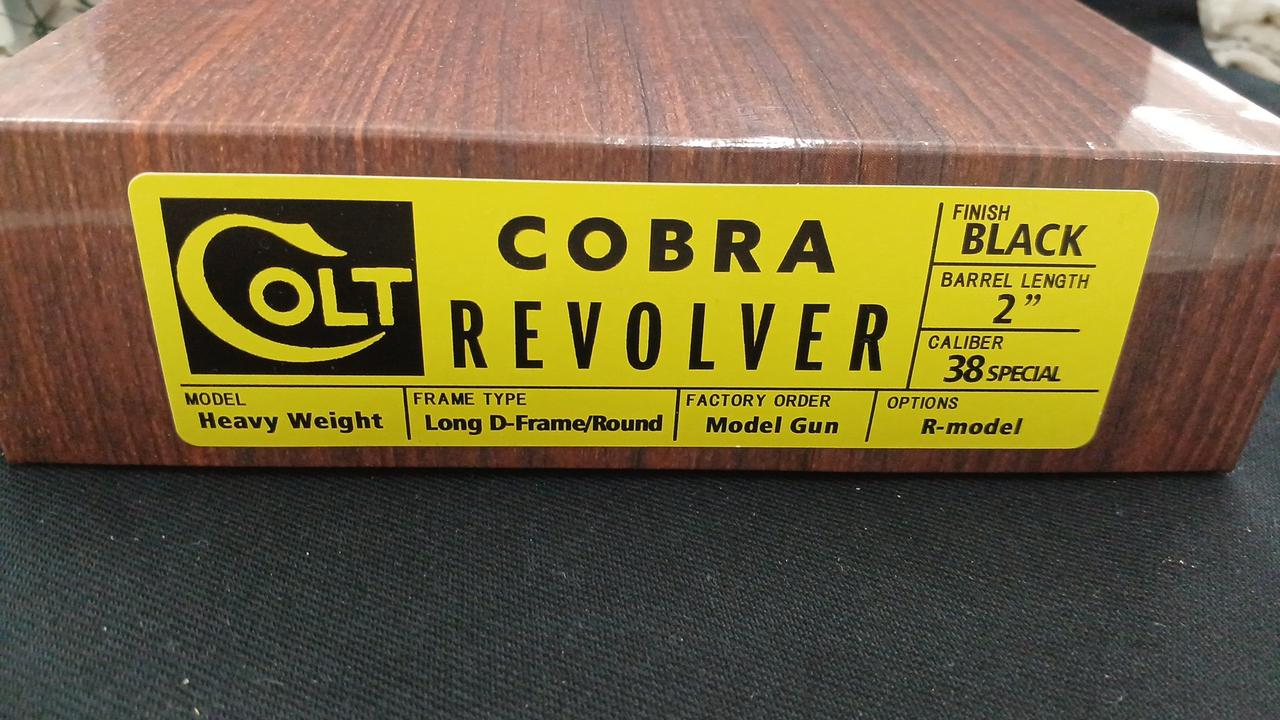 COLT
COBRA
REVOLVER
FINISH
BLACK
BARREL LENGTH
2”
CALIBER
38 SPECIAL
MODEL
Heavy Weight
FRAME TYPE
Long D-Frame/Round
FACTORY ORDER
Model Gun
OPTIONS
R-model